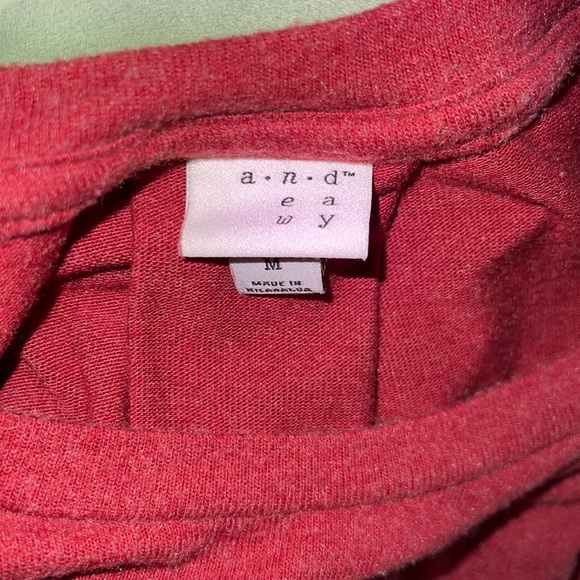 a·n·d™
e a
w y
M
MADE IN
NICARAGUA